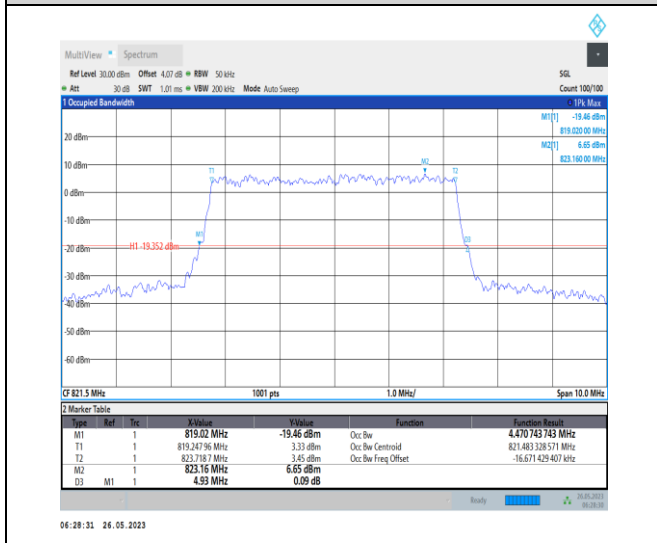 MultiView Spectrum
Ref Level 30.00 dBm Offset 4.07 dB RBW 50 kHz SGL
Att 30 dB SWT 1.01 ms VBW 200 kHz Mode Auto Sweep Count 100/100
1 Occupied Bandwidth 1Pk Max
M1[1] -19.46 dBm
819.020 00 MHz
M2[1] 6.65 dBm
823.160 00 MHz
20 dBm
10 dBm
M2
T1 T2
0 dBm
-10 dBm
M1
D3
-20 dBm H1 -19.352 dBm
-30 dBm
-40 dBm
-50 dBm
-60 dBm
CF 821.5 MHz 1001 pts 1.0 MHz/ Span 10.0 MHz
2 Marker Table
Type Ref Trc X-Value Y-Value Function Function Result
M1 1 819.02 MHz -19.46 dBm Occ Bw 4.470 743 743 MHz
T1 1 819.247 96 MHz 3.33 dBm Occ Bw Centroid 821.483 328 571 MHz
T2 1 823.718 7 MHz 3.45 dBm Occ Bw Freq Offset -16.671 429 407 kHz
M2 1 823.16 MHz 6.65 dBm
D3 M1 1 4.93 MHz 0.09 dB
Ready 26.05.2023
06:28:30
06:28:31 26.05.2023